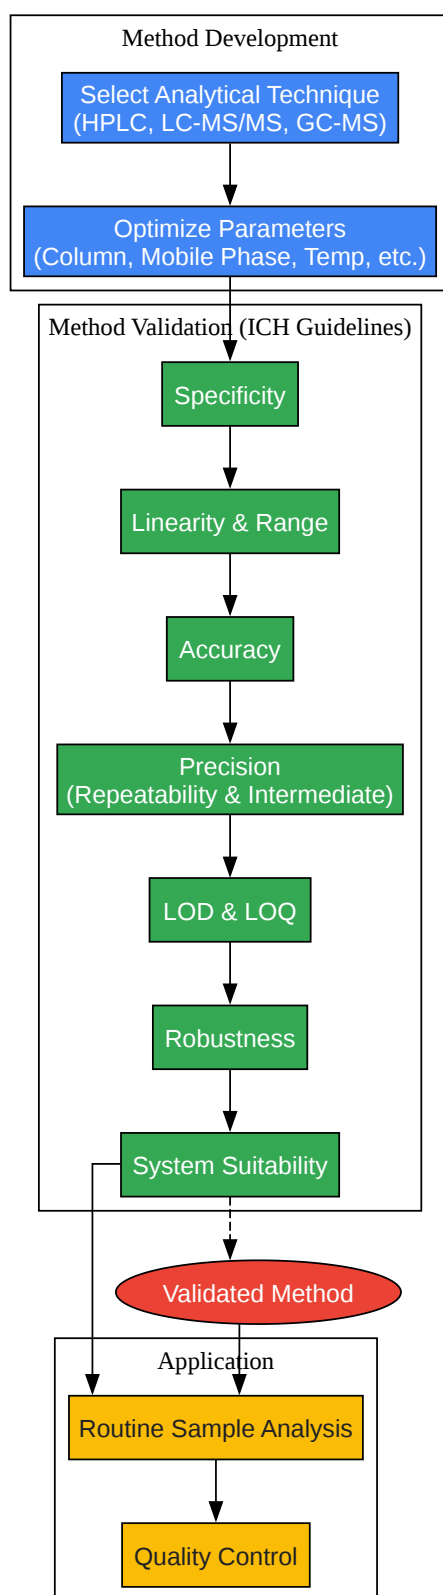 Method Development
Select Analytical Technique
(HPLC, LC-MS/MS, GC-MS)
Optimize Parameters
(Column, Mobile Phase, Temp, etc.)
Method Validation (ICH Guidelines)
Specificity
Linearity & Range
Accuracy
Precision
(Repeatability & Intermediate)
LOD & LOQ
Robustness
System Suitability
Validated Method
Application
Routine Sample Analysis
Quality Control